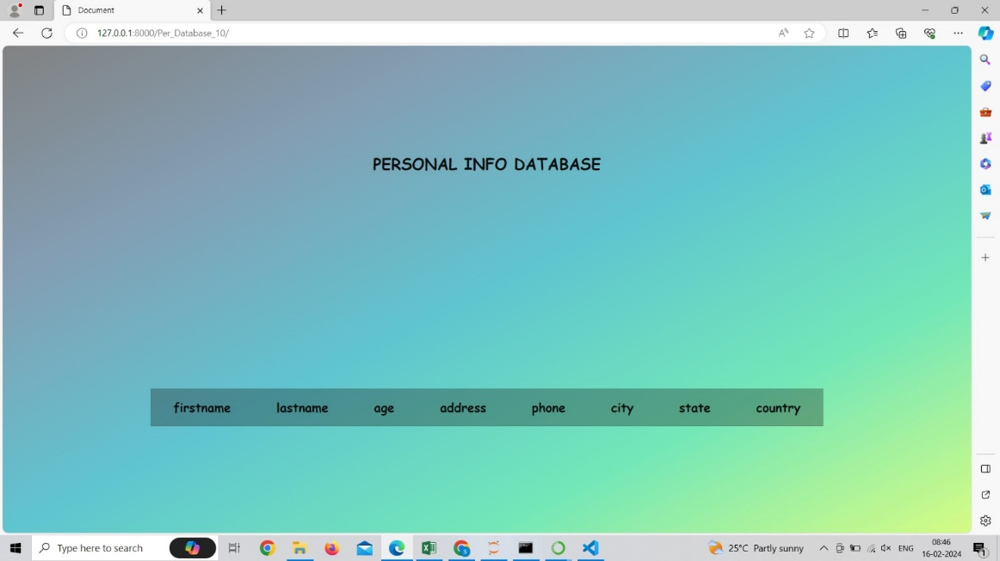 Document
127.0.0.1:8000/Per_Database_10/
PERSONAL INFO DATABASE
firstname lastname age address phone city state country
Type here to search
25°C Partly sunny
ENG
08:46
16-02-2024
1